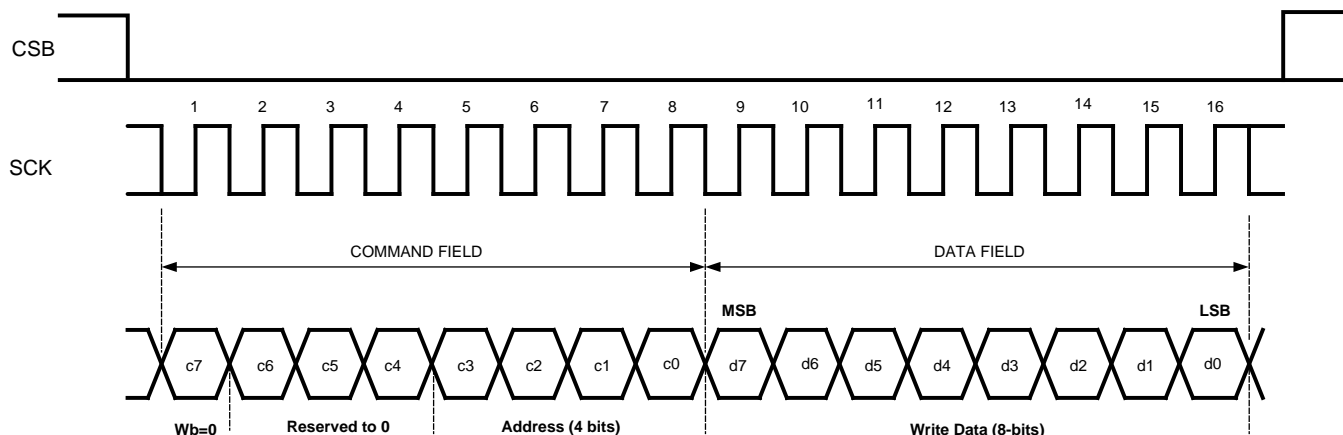 CSB
1 2 3 4 5 6 7 8 9 10 11 12 13 14 15 16
SCK
COMMAND FIELD DATA FIELD
MSB LSB
c7 c6 c5 c4 c3 c2 c1 c0 d7 d6 d5 d4 d3 d2 d1 d0
Wb=0 Reserved to 0 Address (4 bits) Write Data (8-bits)